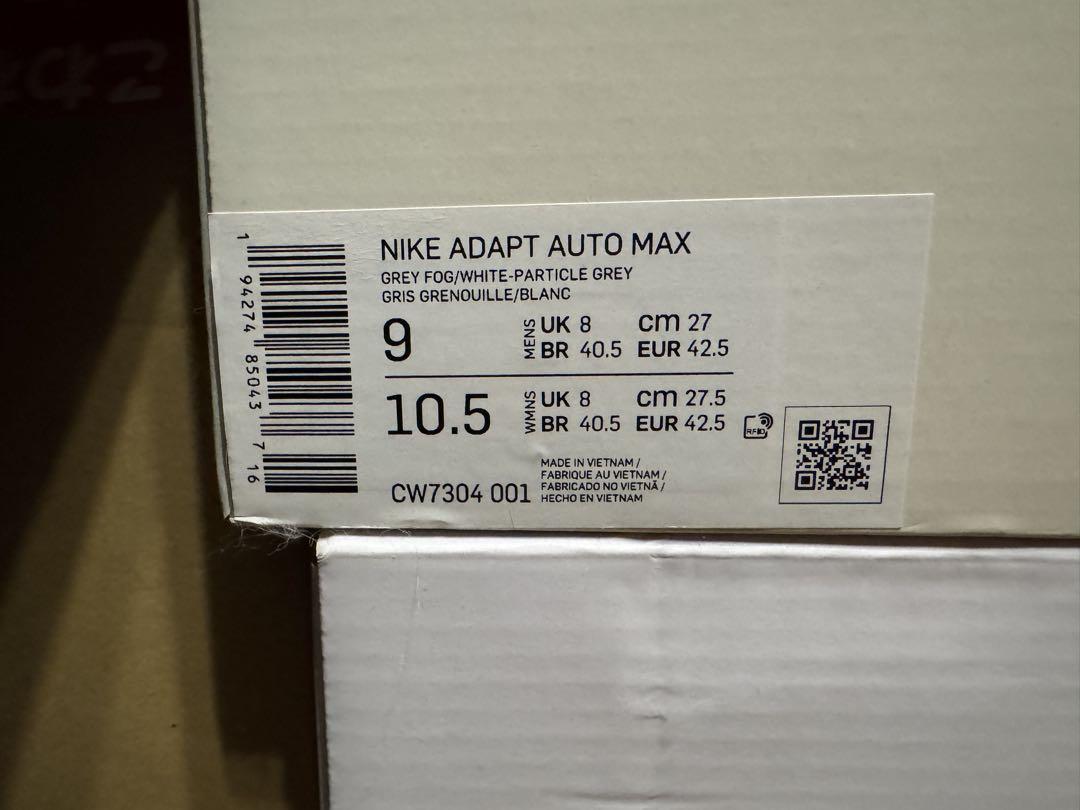 NIKE ADAPT AUTO MAX
GREY FOG/WHITE-PARTICLE GREY
GRIS GRENOUILLE/BLANC
9 MENS UK 8 cm 27
BR 40.5 EUR 42.5
10.5 WMNS UK 8 cm 27.5
BR 40.5 EUR 42.5
RFID
CW7304 001
MADE IN VIETNAM /
FABRIQUE AU VIETNAM /
FABRICADO NO VIETNÃ /
HECHO EN VIETNAM
1 94274 85043 7 16